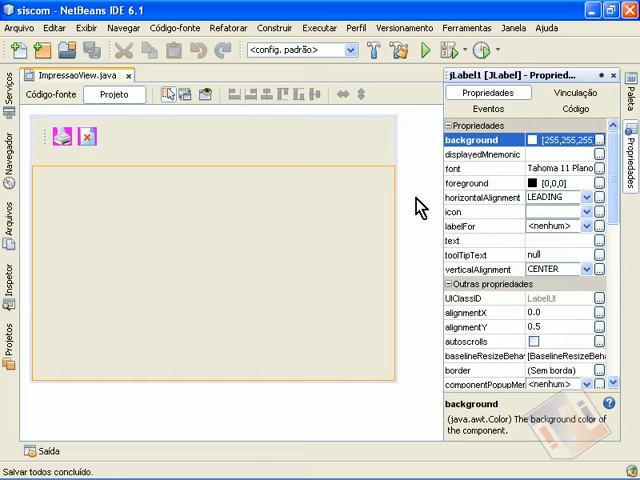 siscom - NetBeans IDE 6.1
Arquivo Editar Exibir Navegar Código-fonte Refatorar Construir Executar Perfil Versionamento Ferramentas Janela Ajuda
<config. padrão>
ImpressaoView.java
Código-fonte Projeto
Serviços
Navegador
Arquivos
Inspetor
Projetos
jLabel1 [JLabel] - Propried...
Propriedades Vinculação
Eventos Código
Propriedades
background [255,255,255]
displayedMnemonic
font Tahoma 11 Plano
foreground [0,0,0]
horizontalAlignment LEADING
icon
labelFor <nenhum>
text
toolTipText null
verticalAlignment CENTER
Outras propriedades
UIClassID LabelUI
alignmentX 0.0
alignmentY 0.5
autoscrolls
baselineResizeBehav [BaselineResizeBeha
border (Sem borda)
componentPopupMen <nenhum>
background
(java.awt.Color) The background color of
the component.
Paleta
Propriedades
Saída
Salvar todos concluído.